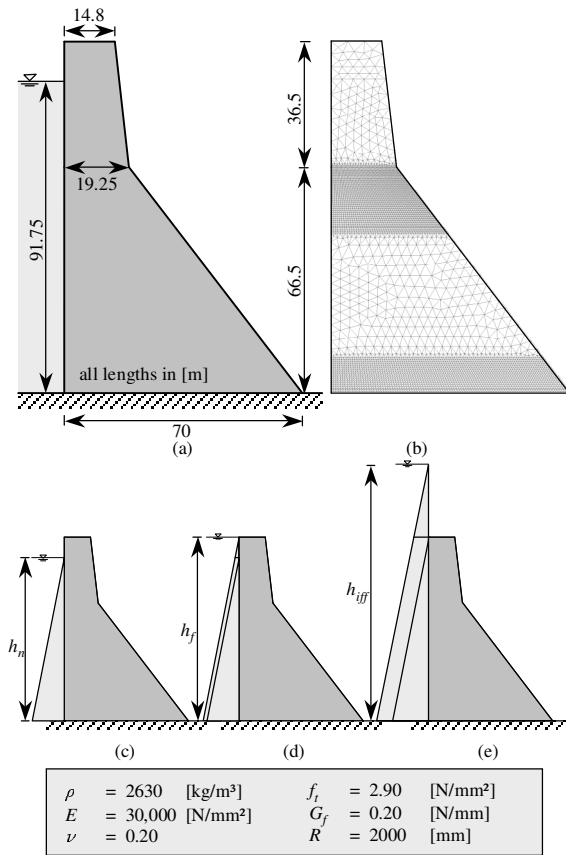 14.8
19.25
91.75
all lengths in [m]
70
(a)
36.5
66.5
(b)
h_n
h_f
h_iff
(c)
(d)
(e)
ρ = 2630 [kg/m³]
E = 30,000 [N/mm²]
ν = 0.20
f_t = 2.90 [N/mm²]
G_f = 0.20 [N/mm]
R = 2000 [mm]